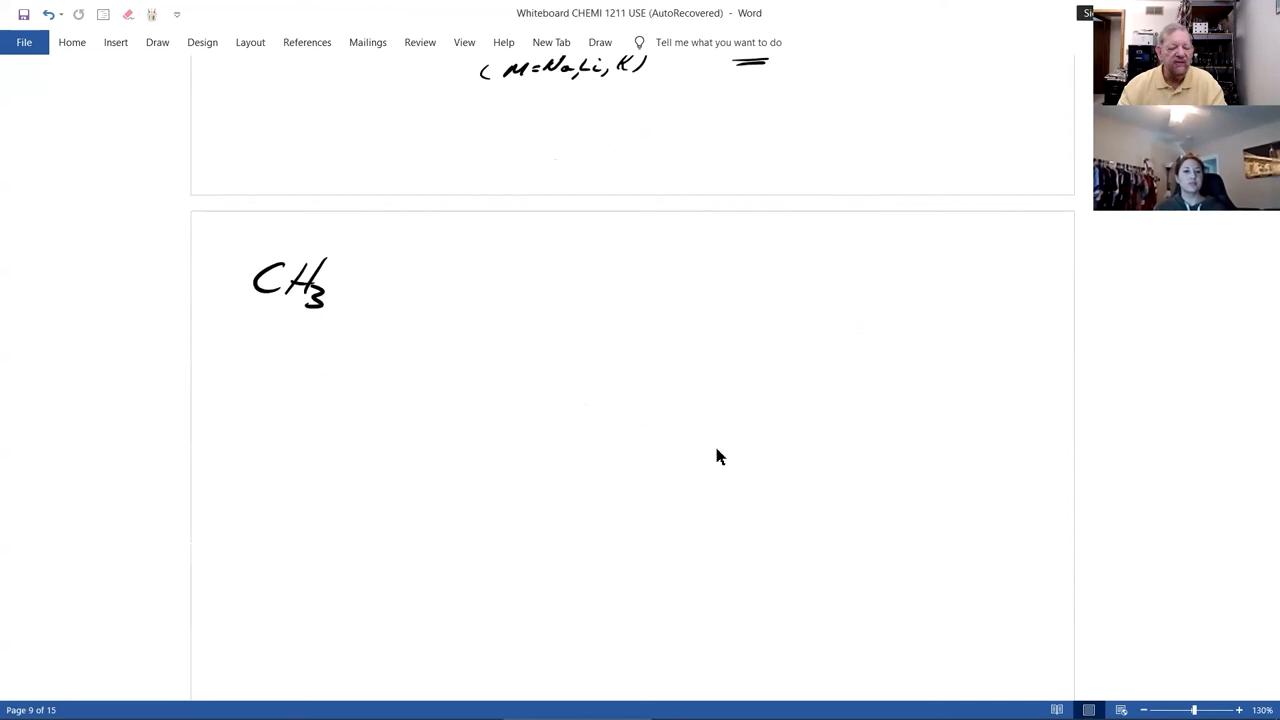 Whiteboard CHEMI 1211 USE (AutoRecovered) - Word
File Home Insert Draw Design Layout References Mailings Review View Help New Tab Draw Tell me what you want to do
( M=Na, Li, K )
CH3
Page 9 of 15
130%